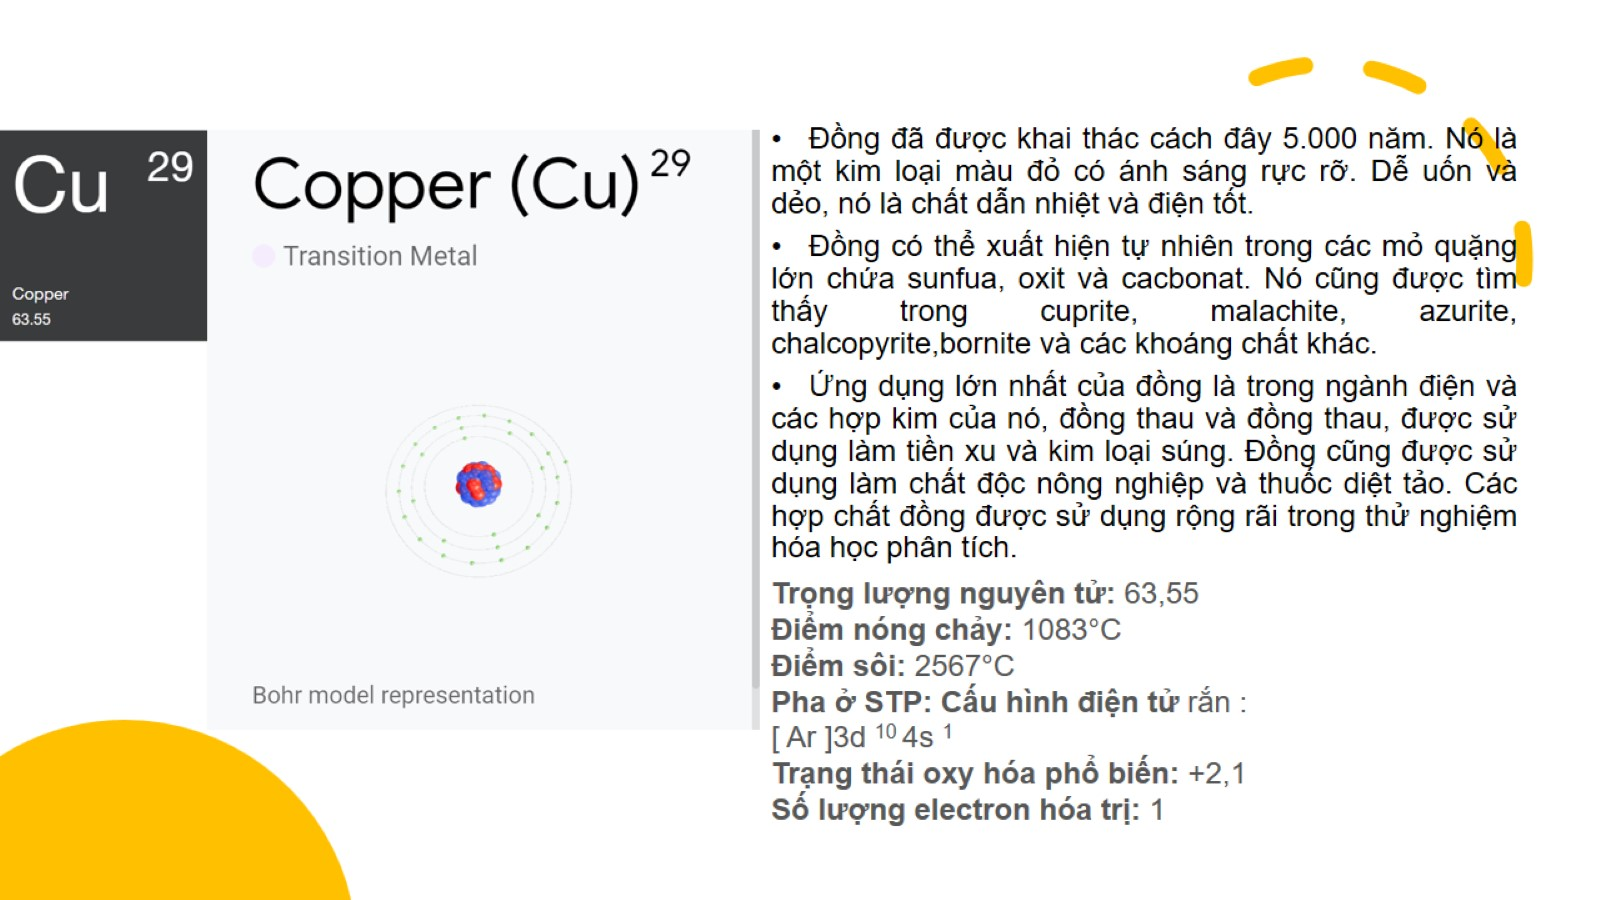 Cu 29
Copper
63.55
Copper (Cu) 29
Transition Metal
Bohr model representation
• Đồng đã được khai thác cách đây 5.000 năm. Nó là
một kim loại màu đỏ có ánh sáng rực rỡ. Dễ uốn và
dẻo, nó là chất dẫn nhiệt và điện tốt.
• Đồng có thể xuất hiện tự nhiên trong các mỏ quặng
lớn chứa sunfua, oxit và cacbonat. Nó cũng được tìm
thấy trong cuprite, malachite, azurite,
chalcopyrite,bornite và các khoáng chất khác.
• Ứng dụng lớn nhất của đồng là trong ngành điện và
các hợp kim của nó, đồng thau và đồng thau, được sử
dụng làm tiền xu và kim loại súng. Đồng cũng được sử
dụng làm chất độc nông nghiệp và thuốc diệt tảo. Các
hợp chất đồng được sử dụng rộng rãi trong thử nghiệm
hóa học phân tích.
Trọng lượng nguyên tử: 63,55
Điểm nóng chảy: 1083°C
Điểm sôi: 2567°C
Pha ở STP: Cấu hình điện tử rắn :
[ Ar ]3d 10 4s 1
Trạng thái oxy hóa phổ biến: +2,1
Số lượng electron hóa trị: 1